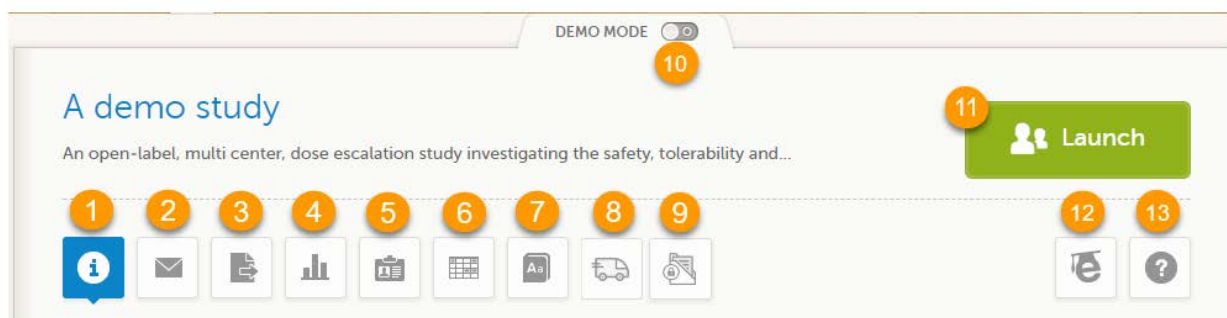 DEMO MODE
10
A demo study
11
Launch
An open-label, multi center, dose escalation study investigating the safety, tolerability and...
1 2 3 4 5 6 7 8 9 12 13
i Aa e ?